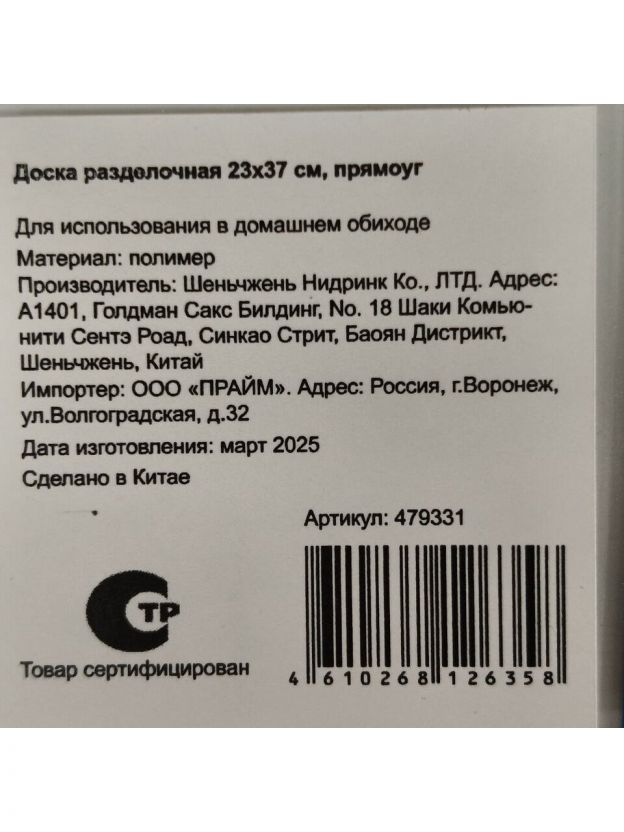 Доска разделочная 23х37 см, прямоуг
Для использования в домашнем обиходе
Материал: полимер
Производитель: Шеньчжень Нидринк Ко., ЛТД. Адрес:
А1401, Голдман Сакс Билдинг, No. 18 Шаки Комью-
нити Сентэ Роад, Синкао Стрит, Баоян Дистрикт,
Шеньчжень, Китай
Импортер: ООО «ПРАЙМ». Адрес: Россия, г.Воронеж,
ул.Волгоградская, д.32
Дата изготовления: март 2025
Сделано в Китае
Артикул: 479331
СТР
Товар сертифицирован
4 610268 126358